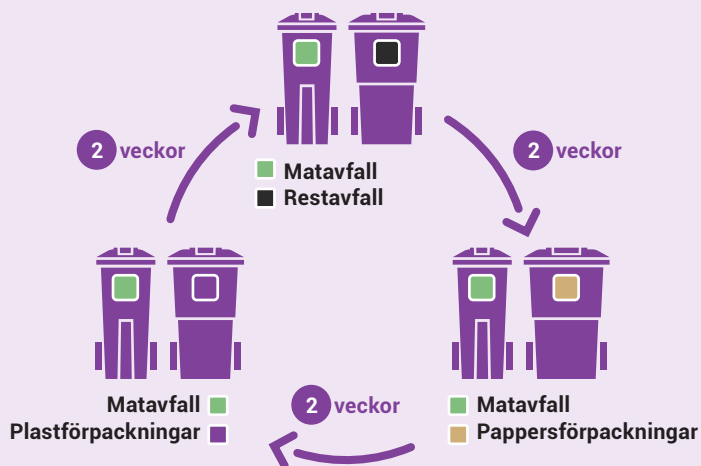 2 veckor
2 veckor
Matavfall
Restavfall
Matavfall
Plastförpackningar
2 veckor
Matavfall
Pappersförpackningar